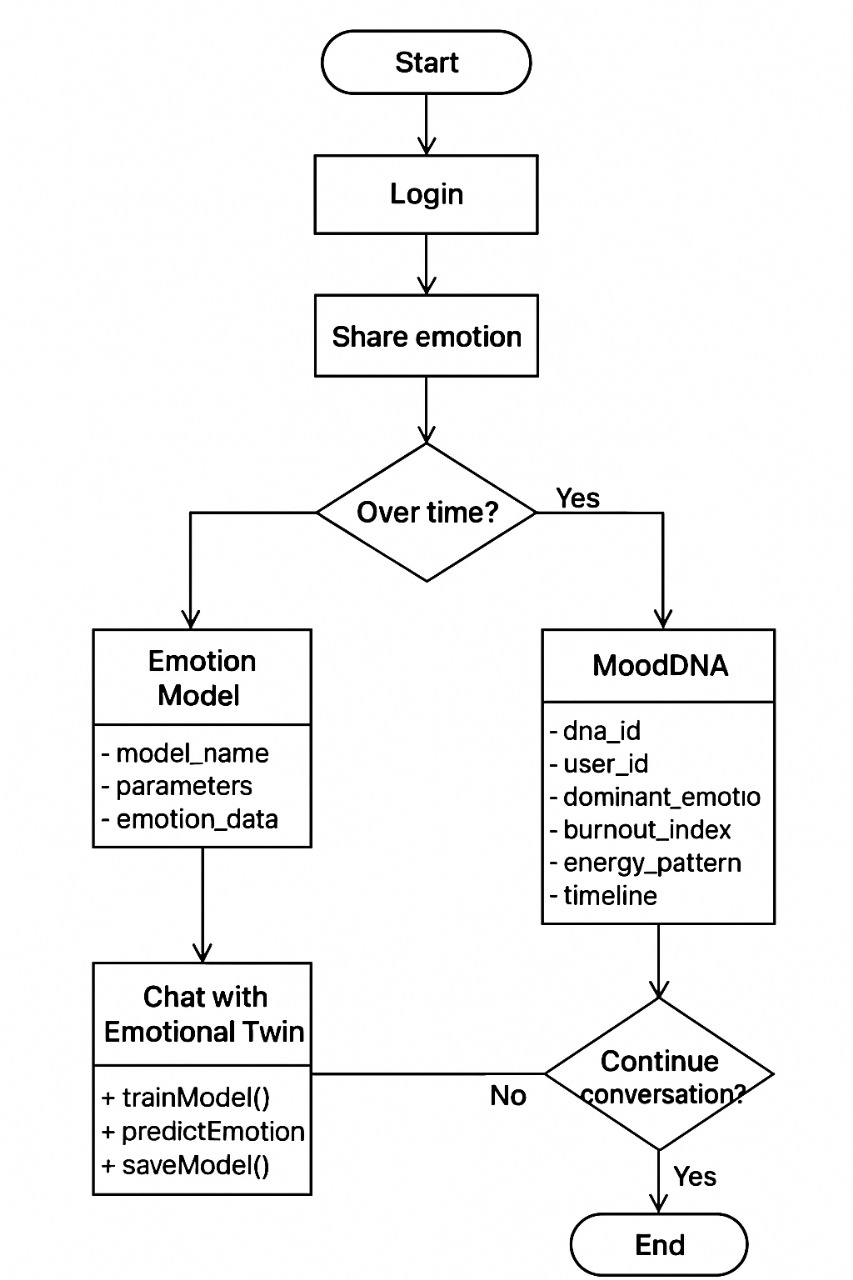 Start
Login
Share emotion
Over time?
Yes
Emotion
Model
- model_name
- parameters
- emotion_data
MoodDNA
- dna_id
- user_id
- dominant_emotio
- burnout_index
- energy_pattern
- timeline
Chat with
Emotional Twin
+ trainModel()
+ predictEmotion
+ saveModel()
Continue
conversation?
No
Yes
End